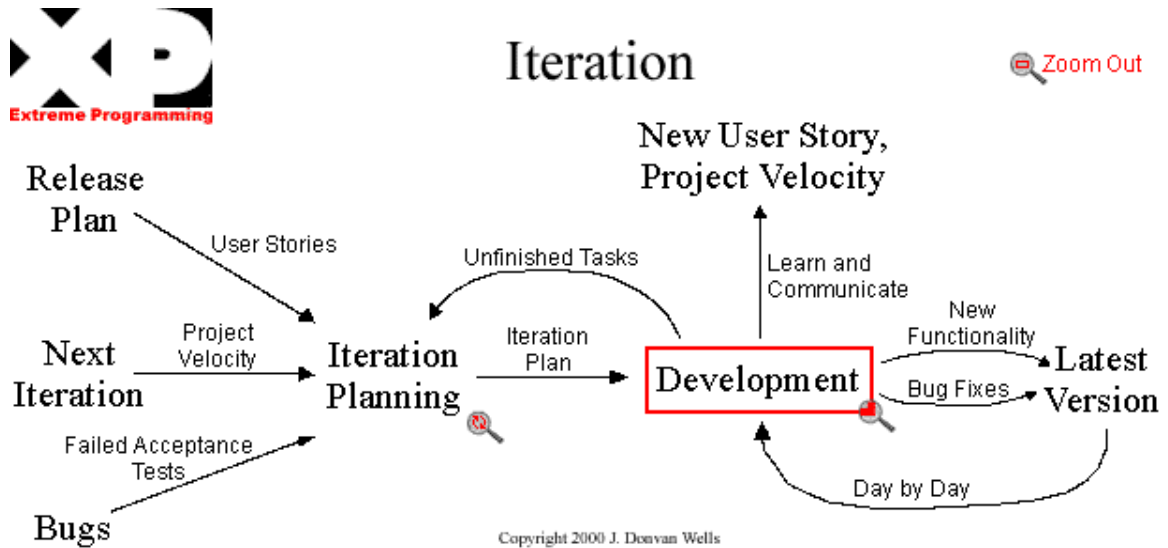 XP
Extreme Programming
Iteration
Zoom Out
New User Story,
Project Velocity
Release
Plan
User Stories
Unfinished Tasks
Learn and
Communicate
New
Functionality
Project
Velocity
Iteration
Plan
Next
Iteration
Iteration
Planning
Development
Latest
Version
Bug Fixes
Failed Acceptance
Tests
Day by Day
Bugs
Copyright 2000 J. Donvan Wells